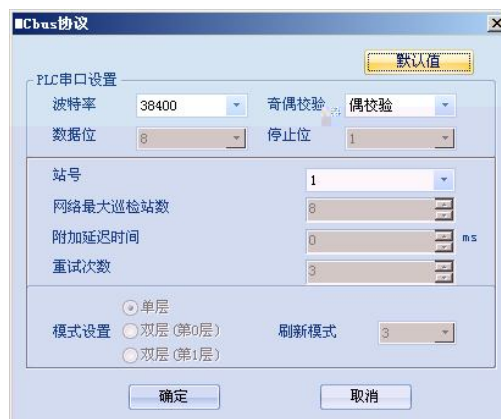 ■Cbus协议
默认值
PLC串口设置
波特率 38400 奇偶校验 偶校验
数据位 8 停止位 1
站号 1
网络最大巡检站数 8
附加延迟时间 0 ms
重试次数 3
单层
模式设置 双层(第0层) 刷新模式 3
双层(第1层)
确定 取消